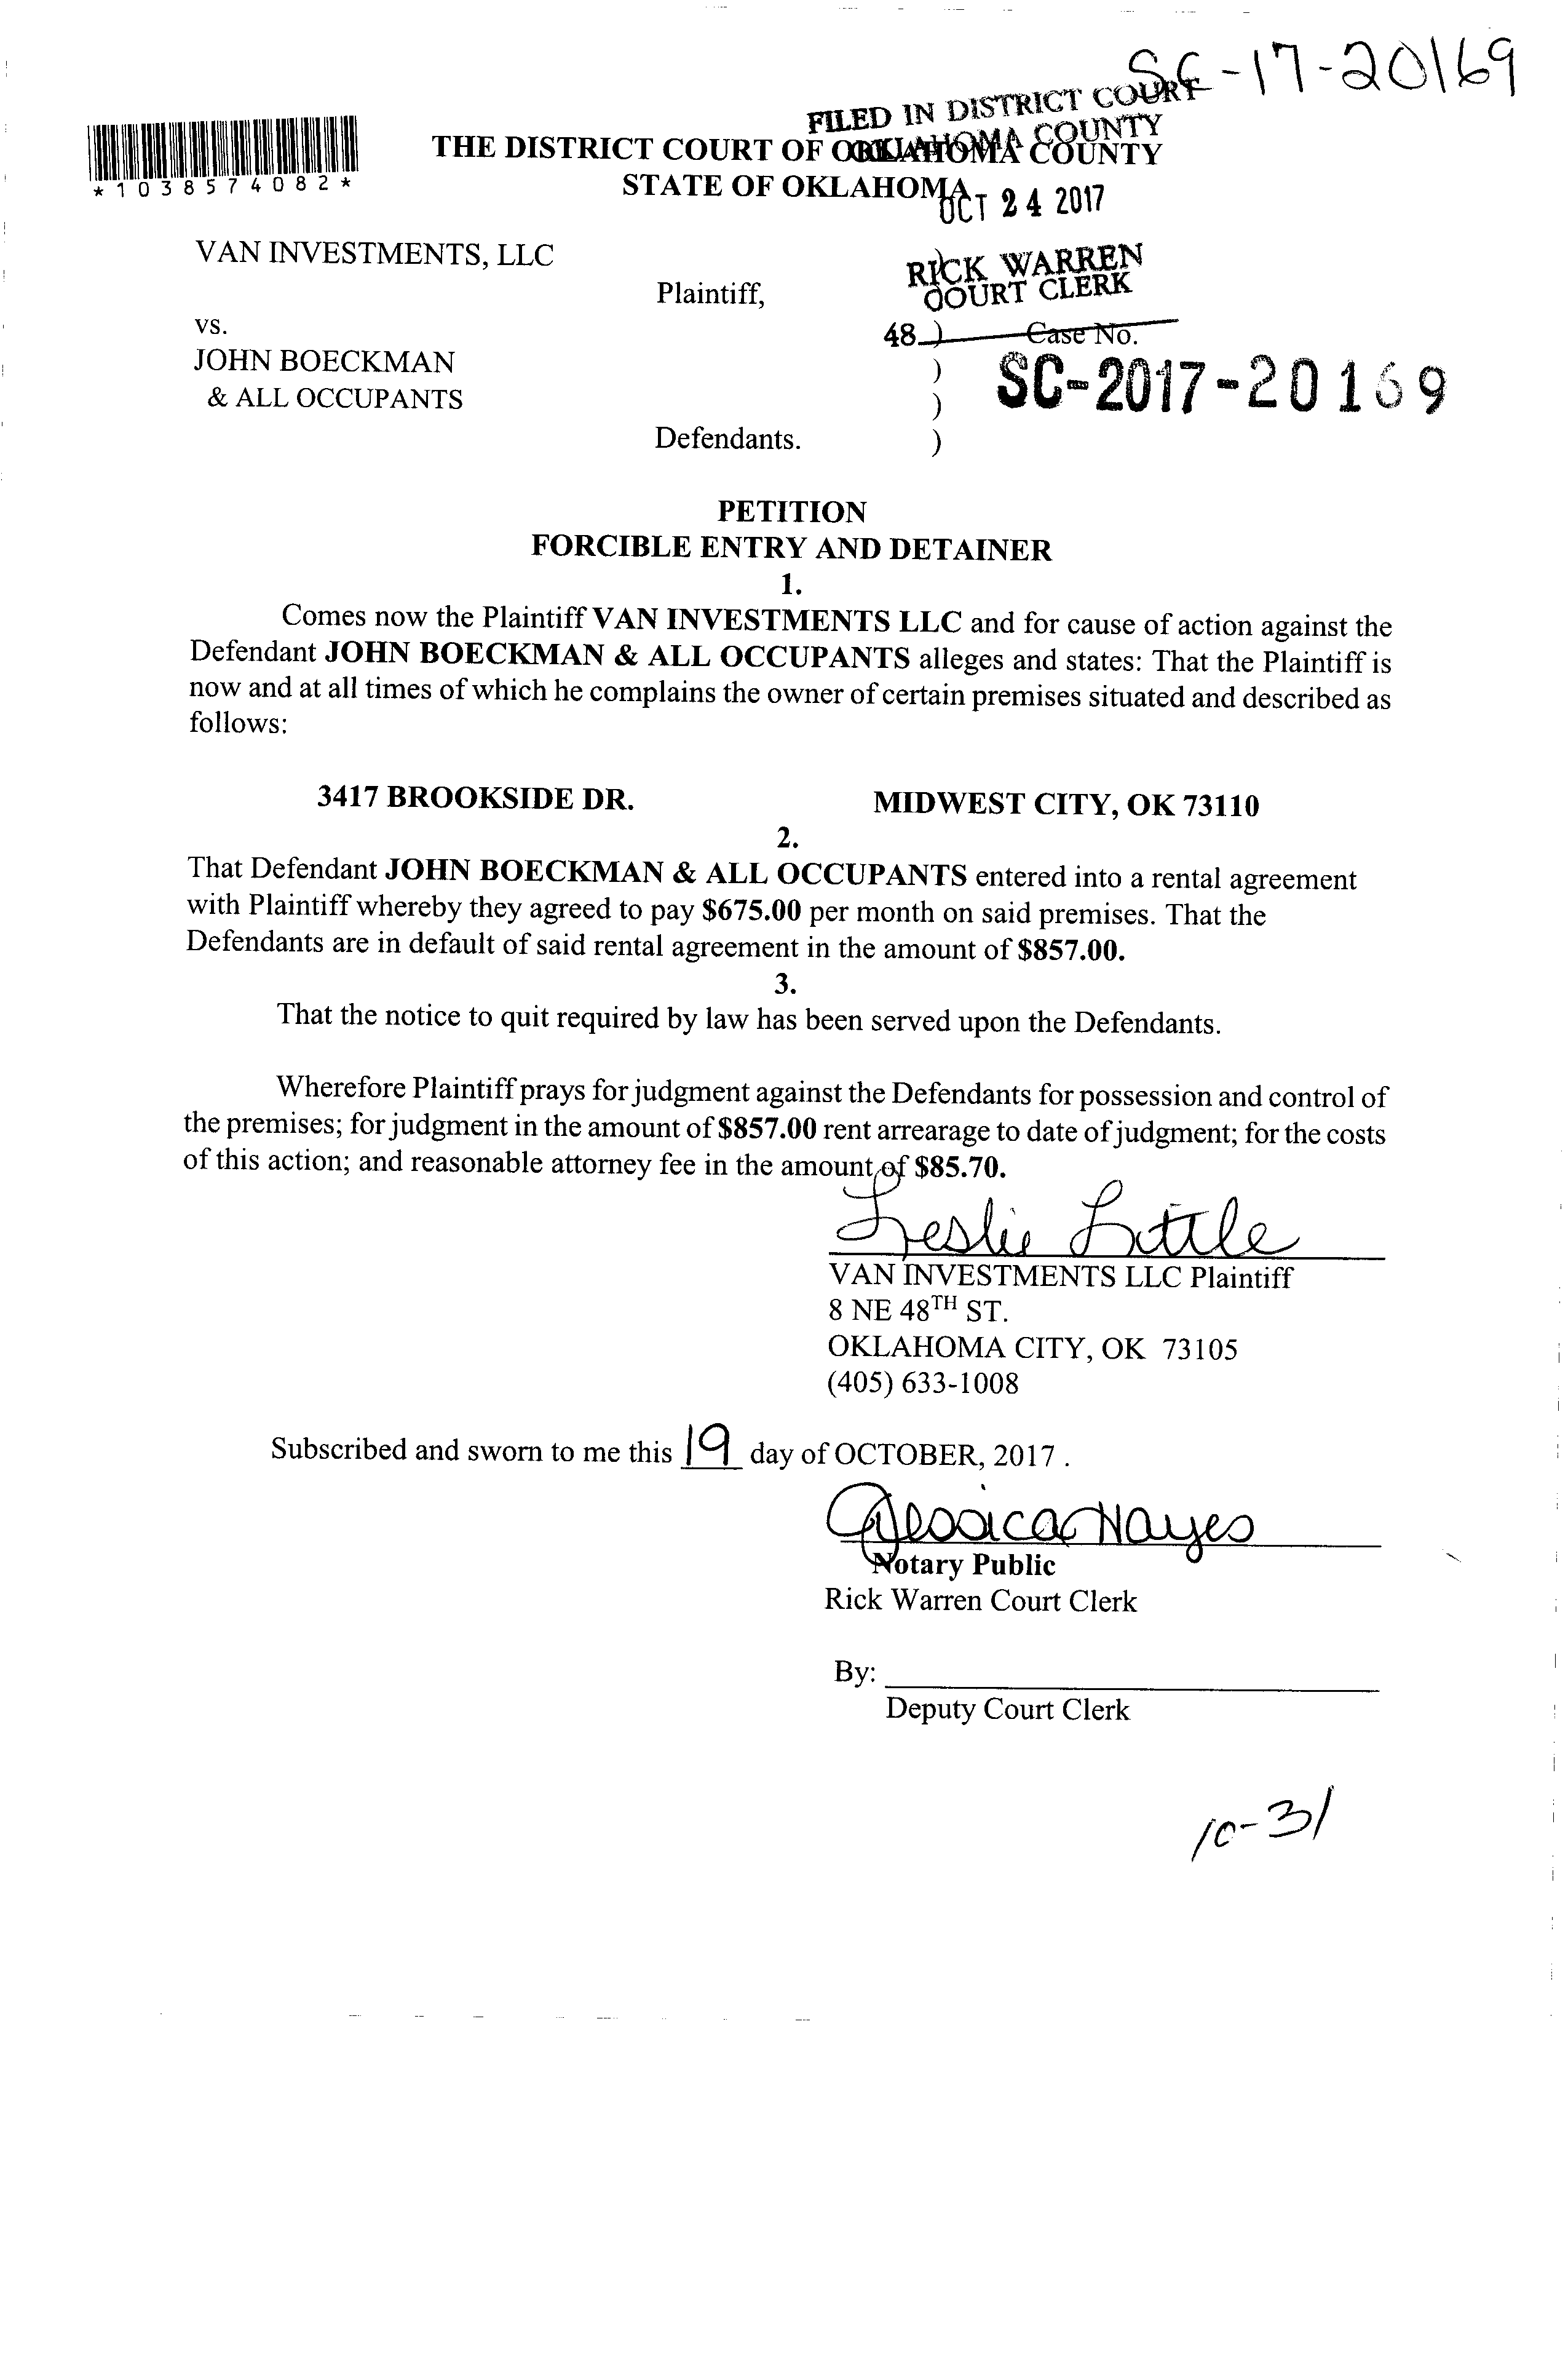 SC-17-20169
FILED IN DISTRICT COURT
OKLAHOMA COUNTY
*1038574082*
THE DISTRICT COURT OF OKLAHOMA COUNTY
STATE OF OKLAHOMA
OCT 24 2017
VAN INVESTMENTS, LLC
RICK WARREN
COURT CLERK
Plaintiff,
vs.
48 ) Case No.
JOHN BOECKMAN
)
SC-2017-20169
& ALL OCCUPANTS
)
Defendants. )
PETITION
FORCIBLE ENTRY AND DETAINER
1.
Comes now the Plaintiff VAN INVESTMENTS LLC and for cause of action against the
Defendant JOHN BOECKMAN & ALL OCCUPANTS alleges and states: That the Plaintiff is
now and at all times of which he complains the owner of certain premises situated and described as
follows:
3417 BROOKSIDE DR. MIDWEST CITY, OK 73110
2.
That Defendant JOHN BOECKMAN & ALL OCCUPANTS entered into a rental agreement
with Plaintiff whereby they agreed to pay $675.00 per month on said premises. That the
Defendants are in default of said rental agreement in the amount of $857.00.
3.
That the notice to quit required by law has been served upon the Defendants.
Wherefore Plaintiff prays for judgment against the Defendants for possession and control of
the premises; for judgment in the amount of $857.00 rent arrearage to date of judgment; for the costs
of this action; and reasonable attorney fee in the amount of $85.70.
Leslie Little
VAN INVESTMENTS LLC Plaintiff
8 NE 48TH ST.
OKLAHOMA CITY, OK 73105
(405) 633-1008
Subscribed and sworn to me this 19 day of OCTOBER, 2017 .
Jessica Hayes
Notary Public
Rick Warren Court Clerk
By:
Deputy Court Clerk
10-31